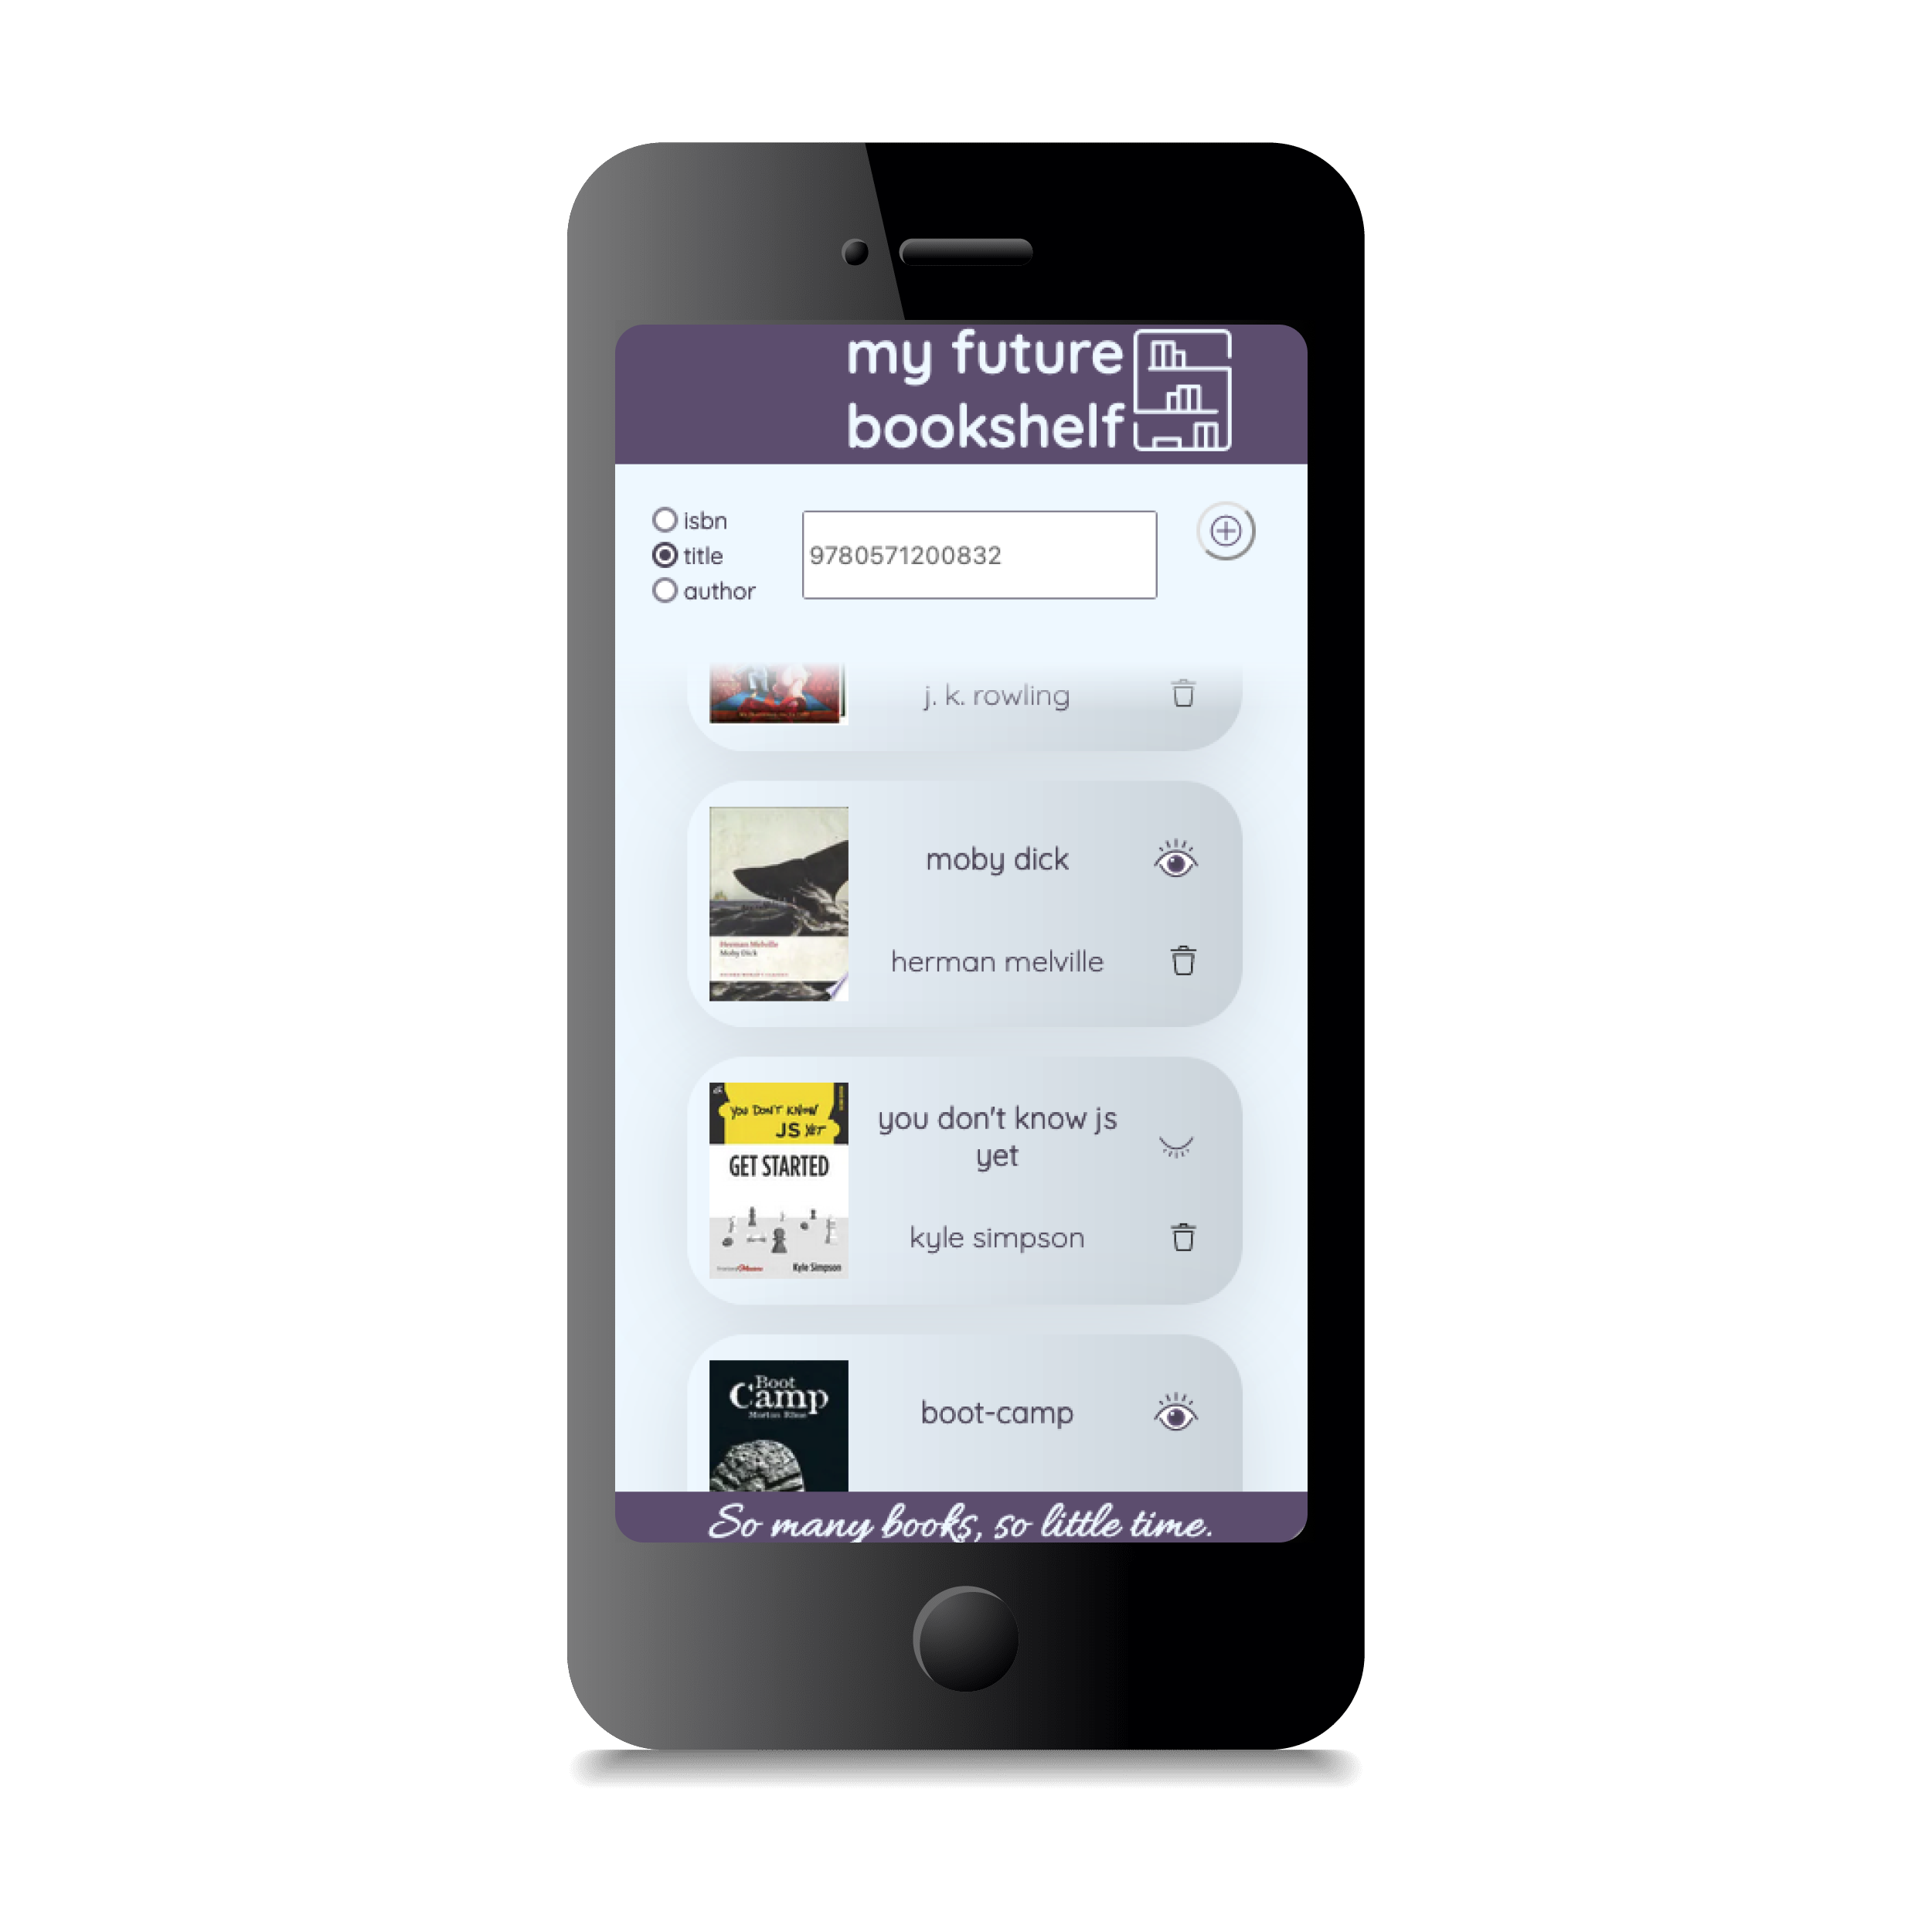 my future
bookshelf
isbn
title
author
9780571200832
j. k. rowling
moby dick
herman melville
Herman Melville
Moby Dick
you don't know js
yet
kyle simpson
YOU DON'T KNOW
JS YET
GET STARTED
Kyle Simpson
boot-camp
Boot
Camp
Morton Rhue
So many books, so little time.